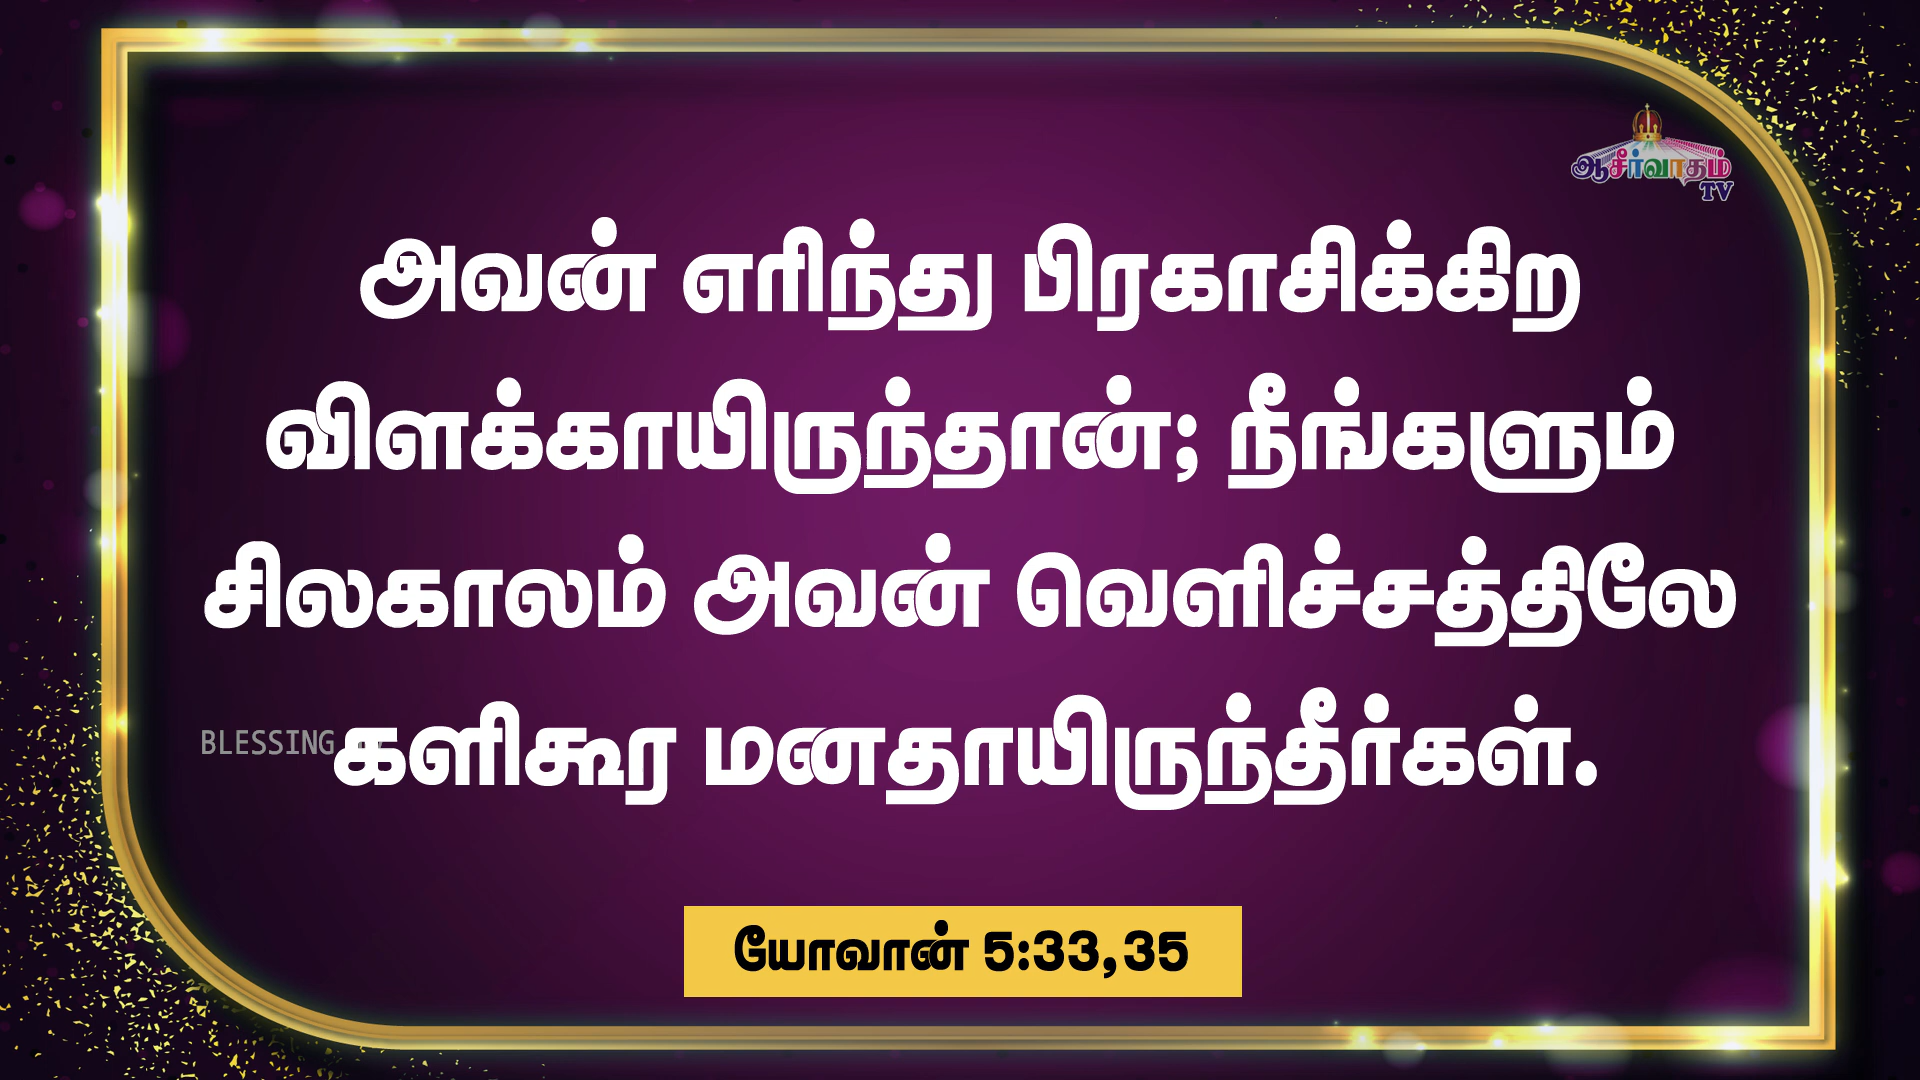 ஆசீர்வாதம்
TV
அவன் எரிந்து பிரகாசிக்கிற
விளக்காயிருந்தான்; நீங்களும்
சிலகாலம் அவன் வெளிச்சத்திலே
களிகூர மனதாயிருந்தீர்கள்.
BLESSING
யோவான் 5:33,35